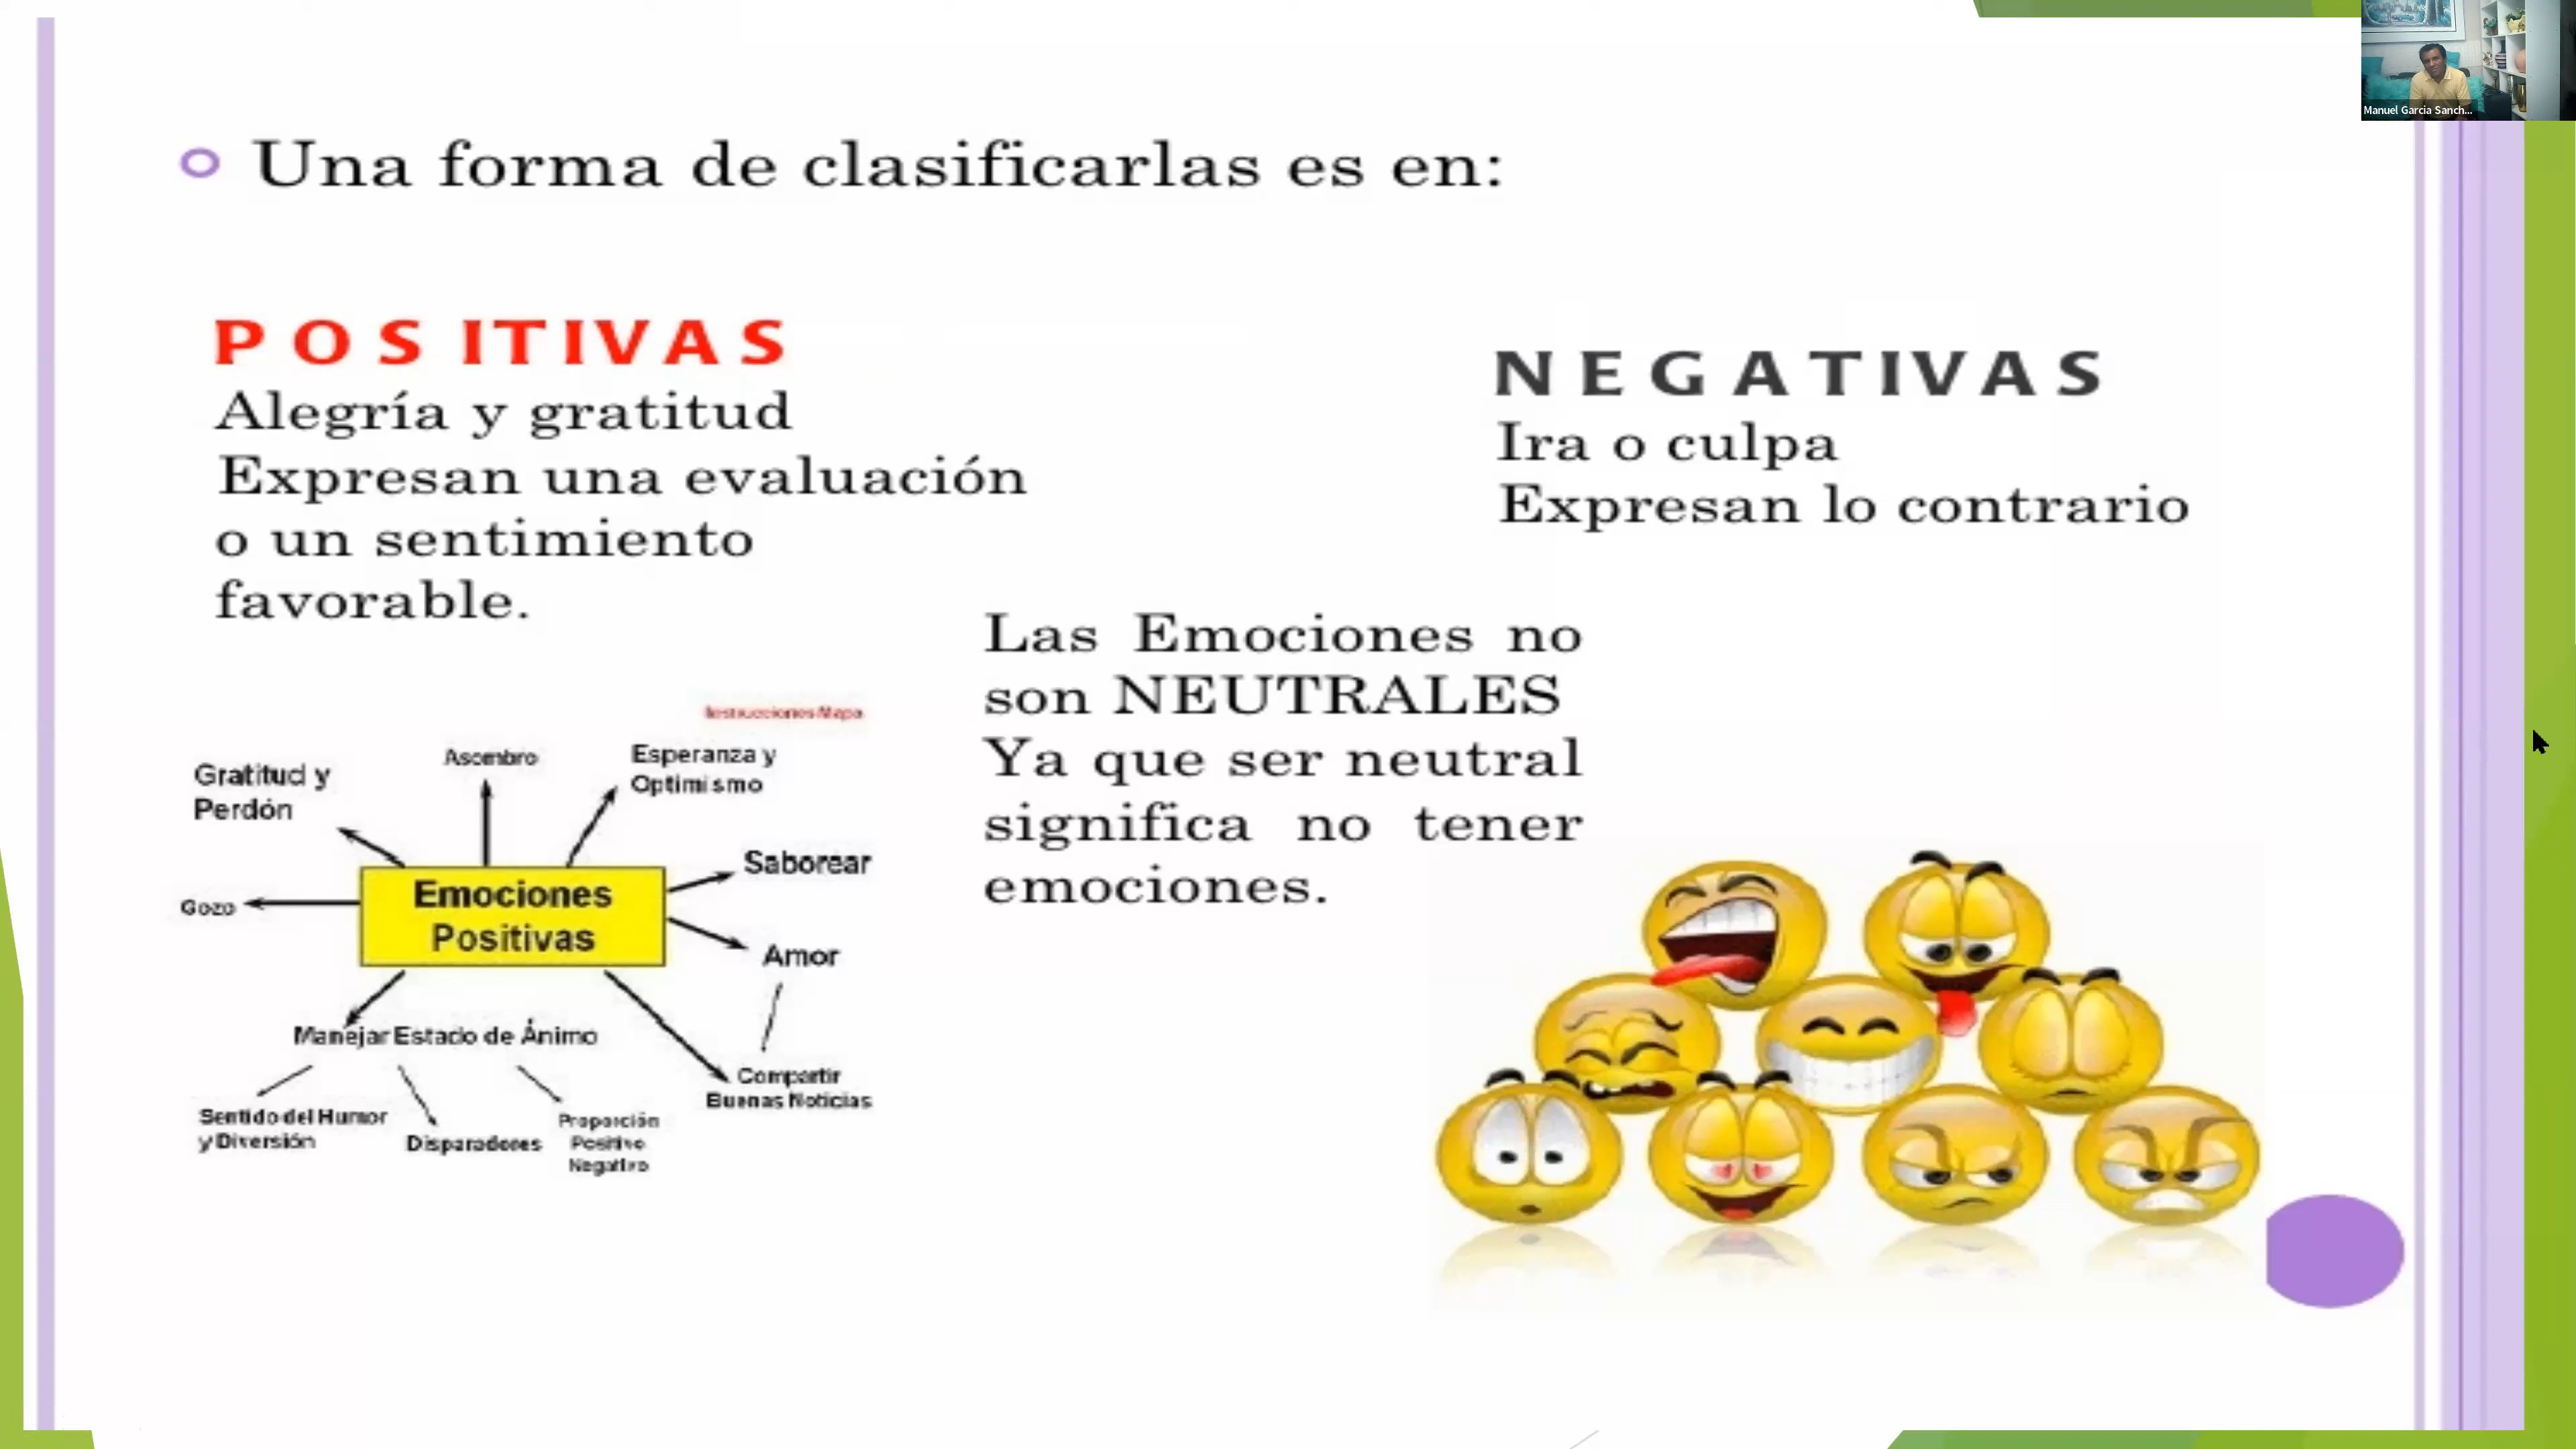 Manuel Garcia Sanch...
Una forma de clasificarlas es en:
POSITIVAS
Alegría y gratitud
Expresan una evaluación
o un sentimiento
favorable.
NEGATIVAS
Ira o culpa
Expresan lo contrario
Las Emociones no
son NEUTRALES
Ya que ser neutral
significa no tener
emociones.
Instrucciones Mapa
Gratitud y
Perdón
Asombro
Esperanza y
Optimismo
Saborear
Gozo
Emociones
Positivas
Amor
Manejar Estado de Ánimo
Compartir
Buenas Noticias
Sentido del Humor
y Diversión
Disparadores
Proporción
Positivo
Negativo